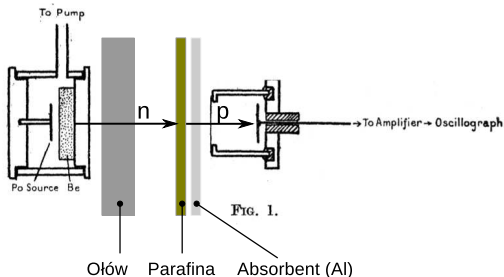 To Pump
n
p
→To Amplifier→Oscillograph
Po Source Be
FIG. 1.
Ołów Parafina Absorbent (Al)